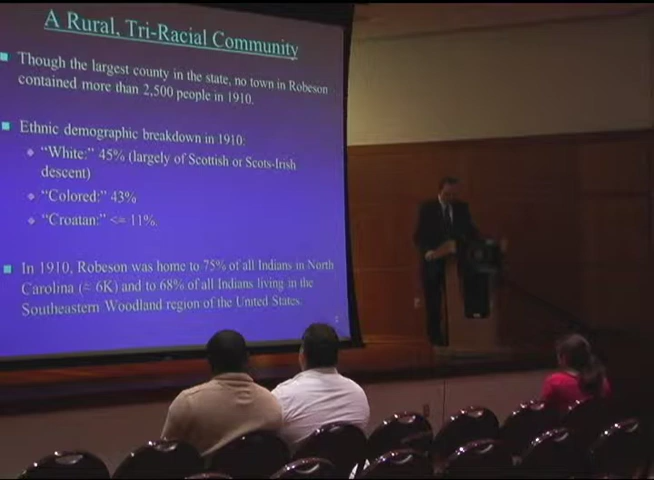 A Rural, Tri-Racial Community
Though the largest county in the state, no town in Robeson
contained more than 2,500 people in 1910.
Ethnic demographic breakdown in 1910:
"White:" 45% (largely of Scottish or Scots-Irish
descent)
"Colored:" 43%
"Croatan:" <= 11%.
In 1910, Robeson was home to 75% of all Indians in North
Carolina (≈ 6K) and to 68% of all Indians living in the
Southeastern Woodland region of the United States.